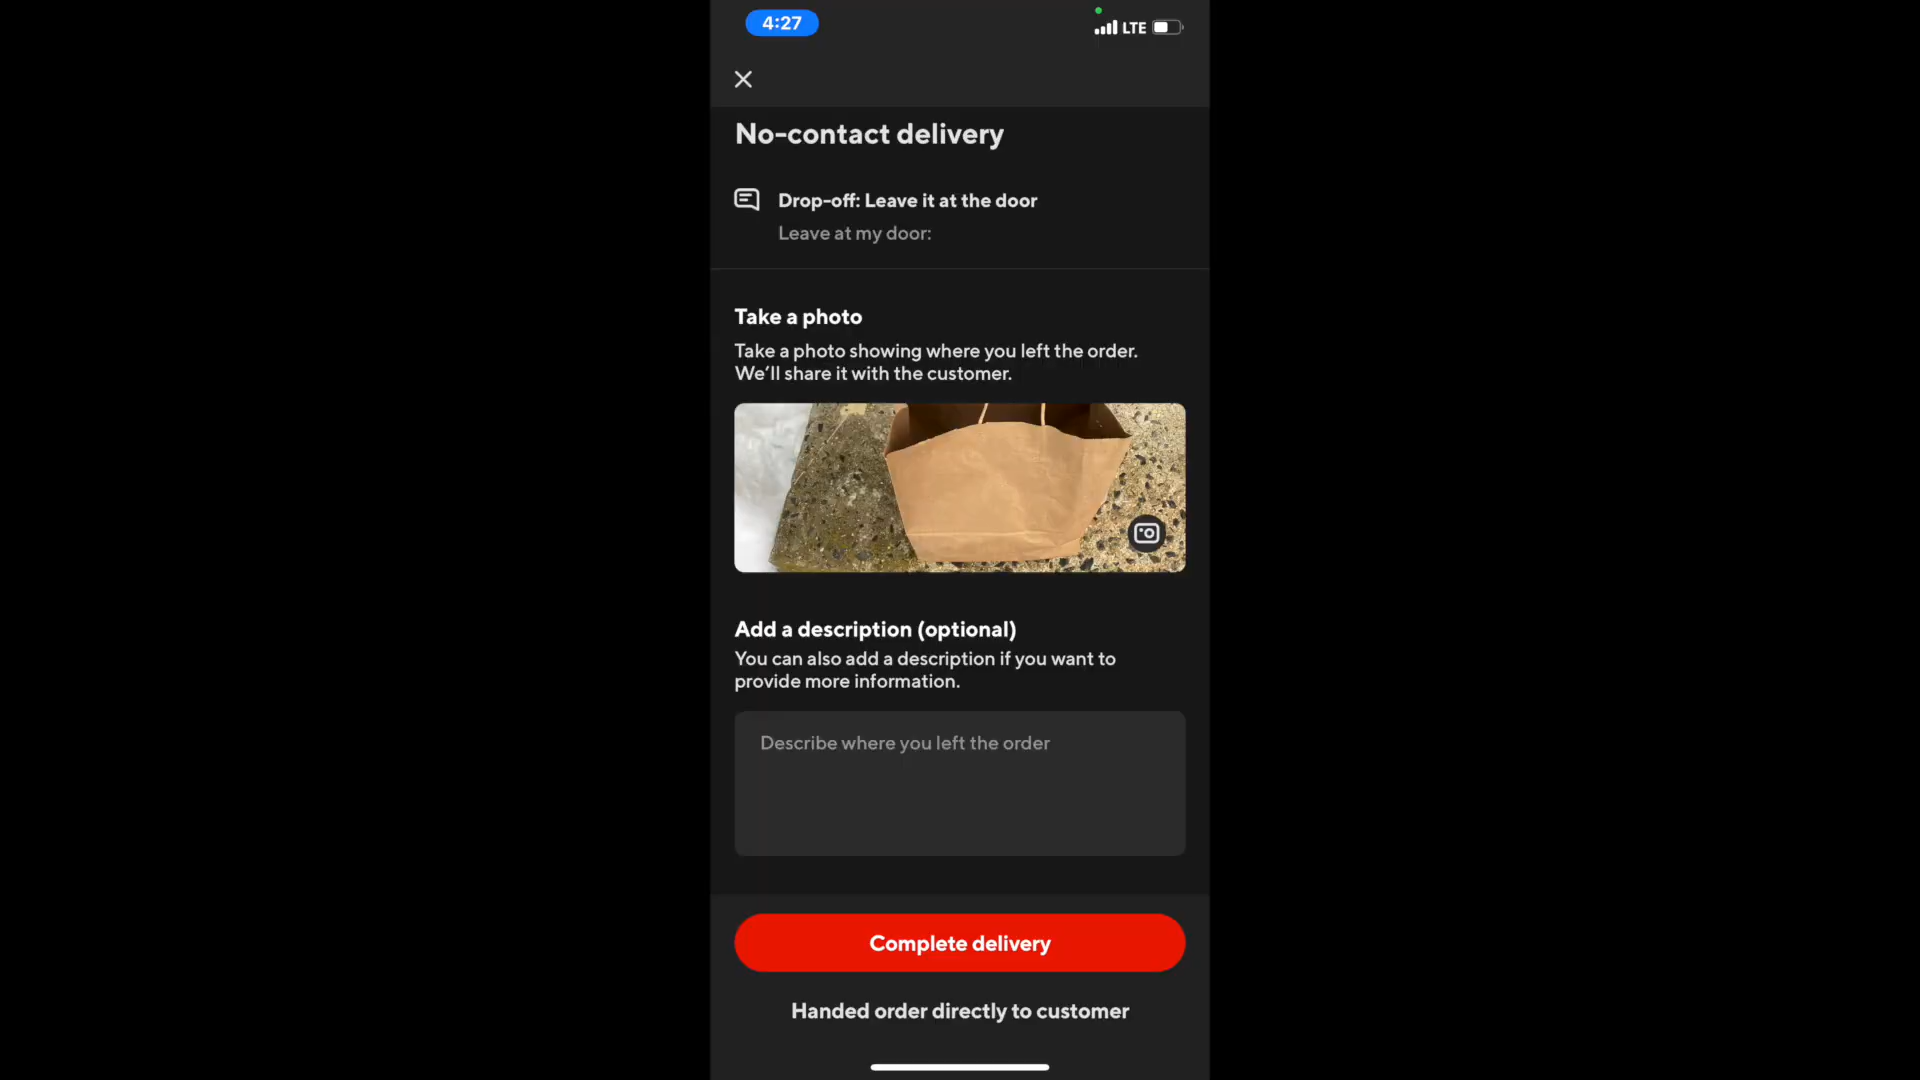 4:27
LTE
No-contact delivery
Drop-off: Leave it at the door
Leave at my door:
Take a photo
Take a photo showing where you left the order.
We'll share it with the customer.
Add a description (optional)
You can also add a description if you want to
provide more information.
Describe where you left the order
Complete delivery
Handed order directly to customer